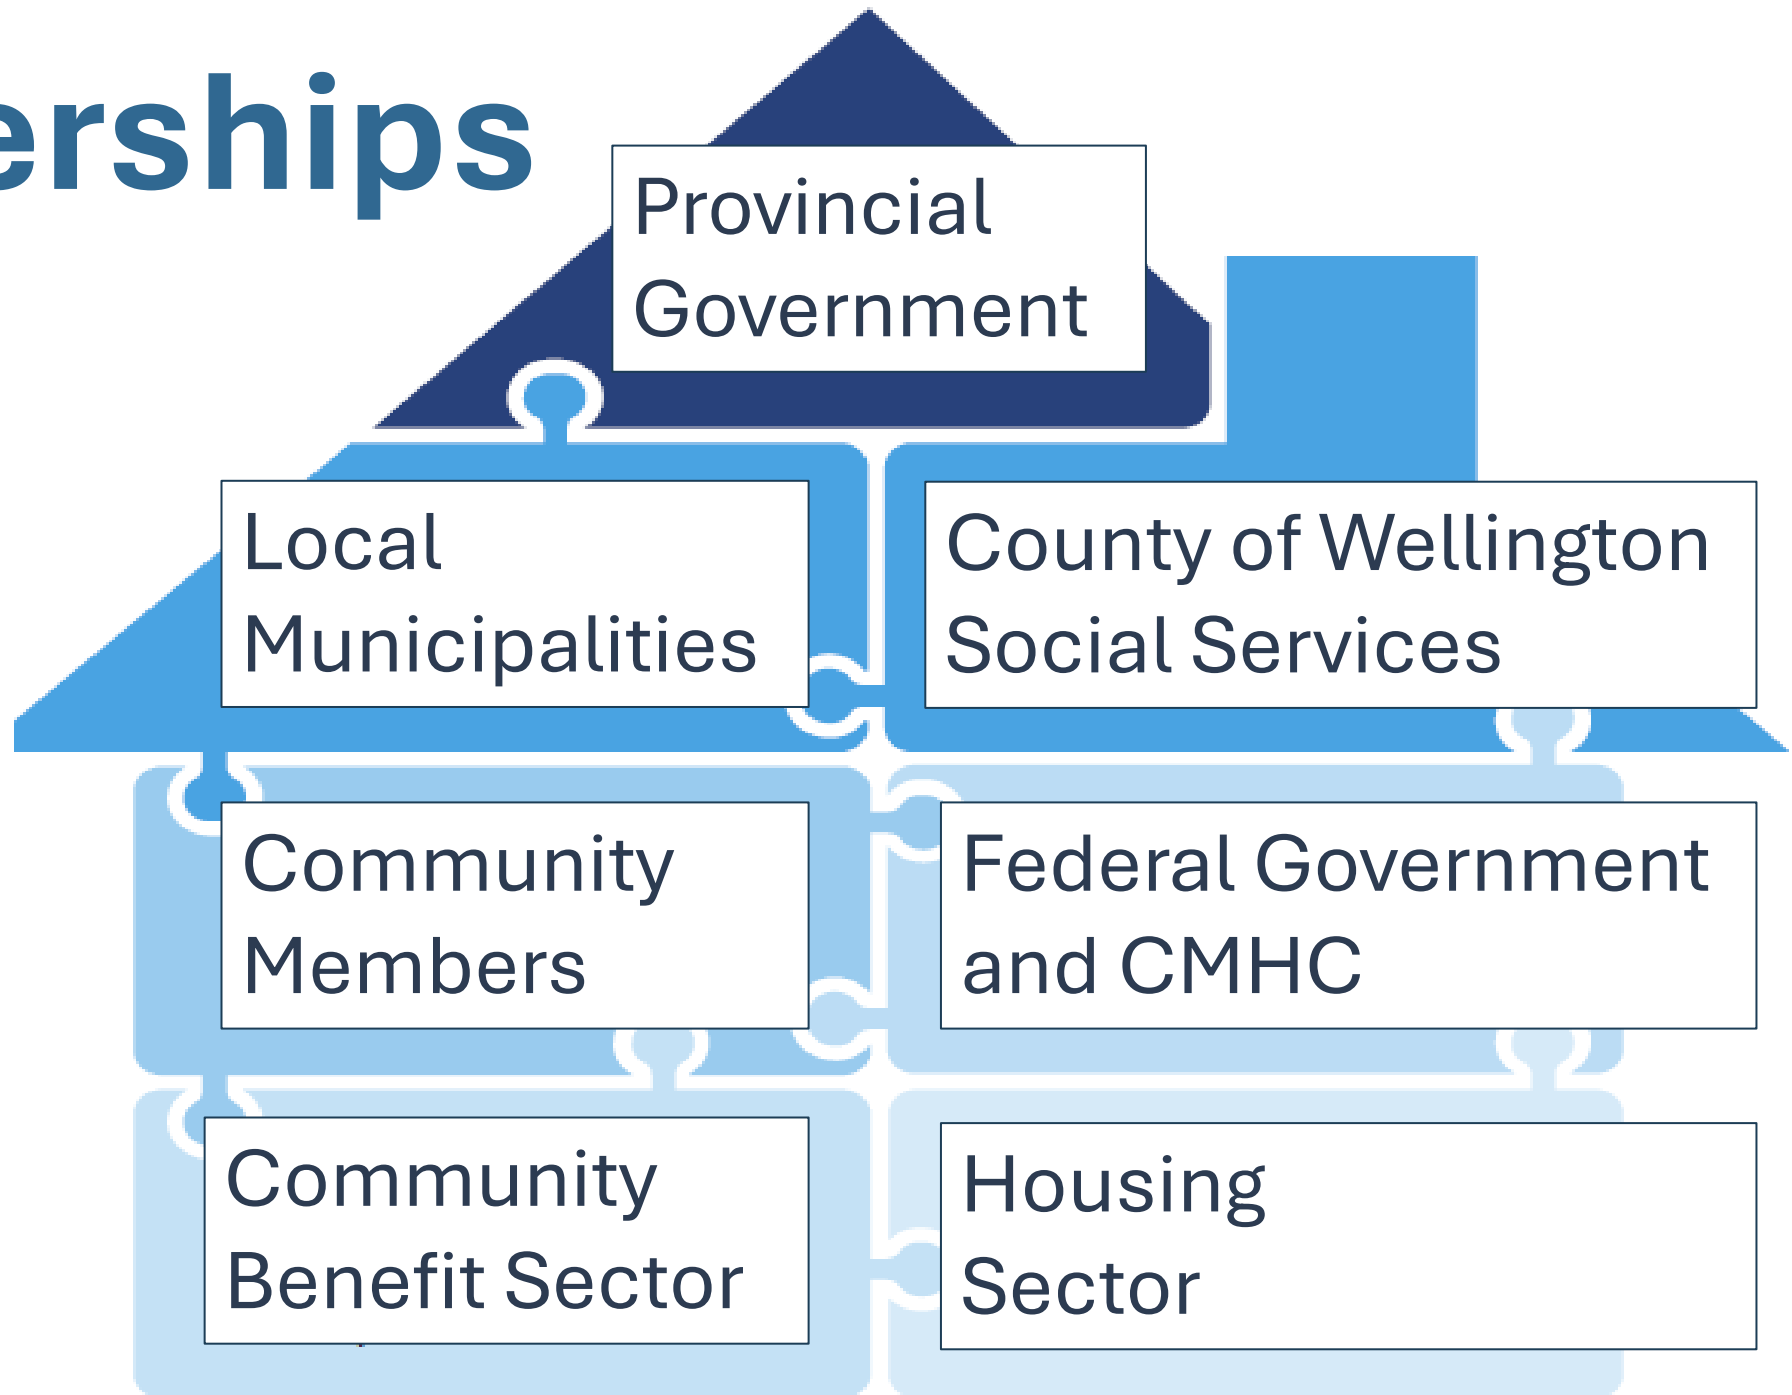 erships
Provincial
Government
Local
Municipalities
County of Wellington
Social Services
Community
Members
Federal Government
and CMHC
Community
Benefit Sector
Housing
Sector